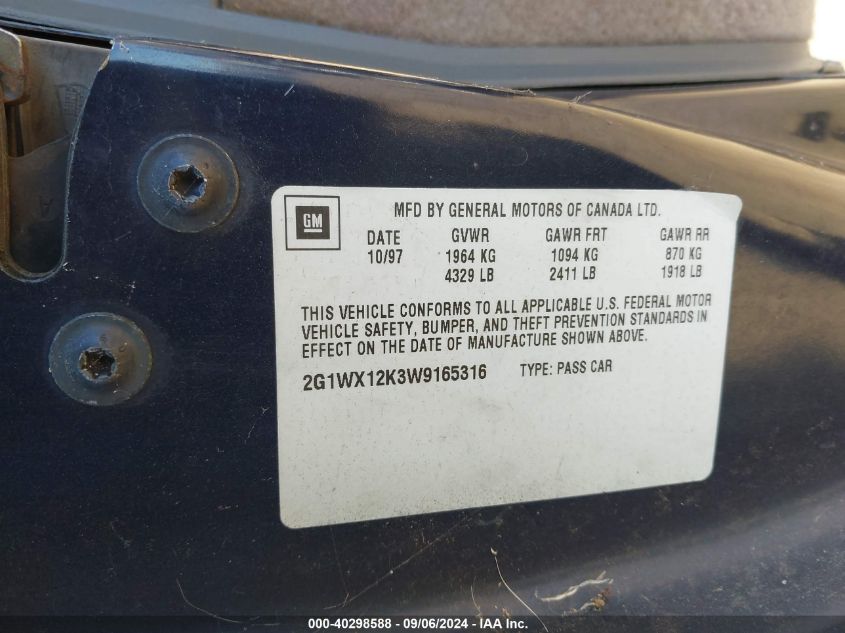 GM
MFD BY GENERAL MOTORS OF CANADA LTD.
DATE GVWR GAWR FRT GAWR RR
10/97 1964 KG 1094 KG 870 KG
4329 LB 2411 LB 1918 LB
THIS VEHICLE CONFORMS TO ALL APPLICABLE U.S. FEDERAL MOTOR
VEHICLE SAFETY, BUMPER, AND THEFT PREVENTION STANDARDS IN
EFFECT ON THE DATE OF MANUFACTURE SHOWN ABOVE.
2G1WX12K3W9165316 TYPE: PASS CAR
000-40298588 - 09/06/2024 - IAA Inc.